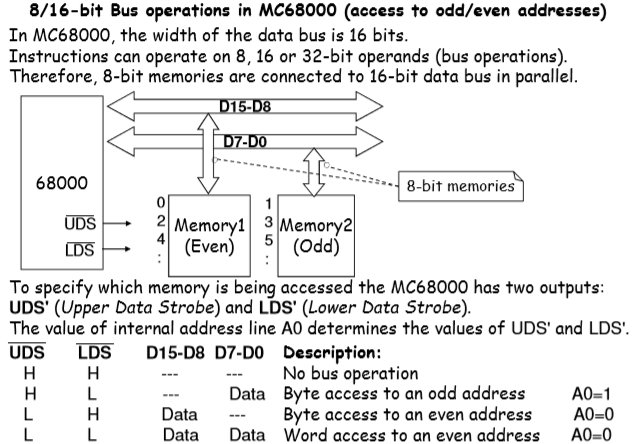 8/16-bit Bus operations in MC68000 (access to odd/even addresses)
In MC68000, the width of the data bus is 16 bits.
Instructions can operate on 8, 16 or 32-bit operands (bus operations).
Therefore, 8-bit memories are connected to 16-bit data bus in parallel.
D15-D8
D7-D0
68000
8-bit memories
UDS
LDS
0
2
4
:
Memory1
(Even)
1
3
5
:
Memory2
(Odd)
To specify which memory is being accessed the MC68000 has two outputs:
UDS' (Upper Data Strobe) and LDS' (Lower Data Strobe).
The value of internal address line A0 determines the values of UDS' and LDS'.
UDS LDS D15-D8 D7-D0 Description:
H H --- --- No bus operation
H L --- Data Byte access to an odd address A0=1
L H Data --- Byte access to an even address A0=0
L L Data Data Word access to an even address A0=0